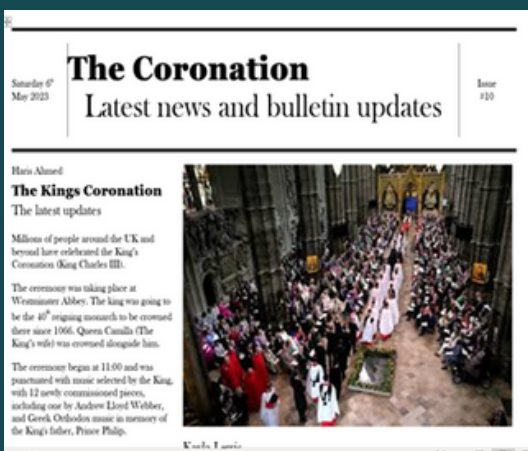 Saturday 6th
May 2023
The Coronation
Latest news and bulletin updates
Issue
#10
Haris Ahmed
The Kings Coronation
The latest updates
Millions of people around the UK and
beyond have celebrated the King's
Coronation (King Charles III).
The ceremony was taking place at
Westminster Abbey. The king was going to
be the 40th reigning monarch to be crowned
there since 1066. Queen Camilla (The
King's wife) was crowned alongside him.
The ceremony began at 11:00 and was
punctuated with music selected by the King,
with 12 newly commissioned pieces,
including one by Andrew Lloyd Webber,
and Greek Orthodox music in memory of
the King's father, Prince Philip.
Kayla Lewis